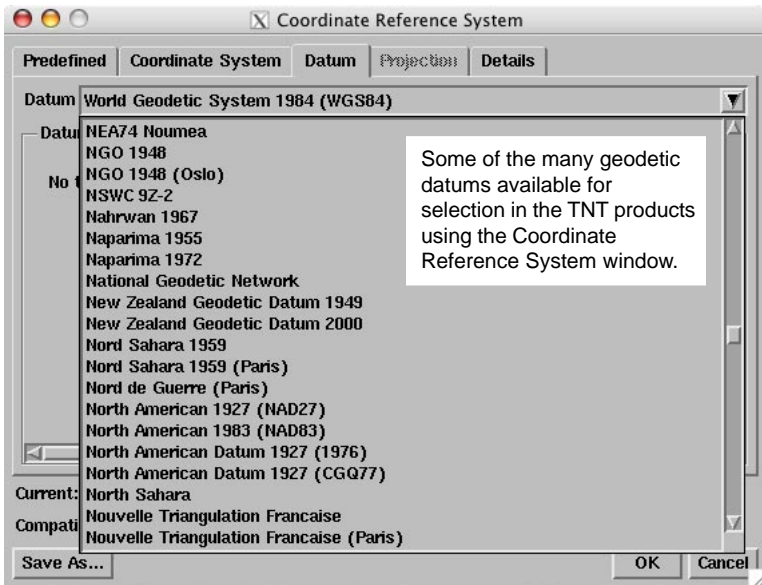 Coordinate Reference System
Predefined Coordinate System Datum Projection Details
Datum World Geodetic System 1984 (WGS84)
Datu
No t
NEA74 Noumea
NGO 1948
NGO 1948 (Oslo)
NSWC 9Z-2
Nahrwan 1967
Naparima 1955
Naparima 1972
National Geodetic Network
New Zealand Geodetic Datum 1949
New Zealand Geodetic Datum 2000
Nord Sahara 1959
Nord Sahara 1959 (Paris)
Nord de Guerre (Paris)
North American 1927 (NAD27)
North American 1983 (NAD83)
North American Datum 1927 (1976)
North American Datum 1927 (CGQ77)
North Sahara
Nouvelle Triangulation Francaise
Nouvelle Triangulation Francaise (Paris)
Some of the many geodetic
datums available for
selection in the TNT products
using the Coordinate
Reference System window.
Current:
Compati
Save As... OK Cancel